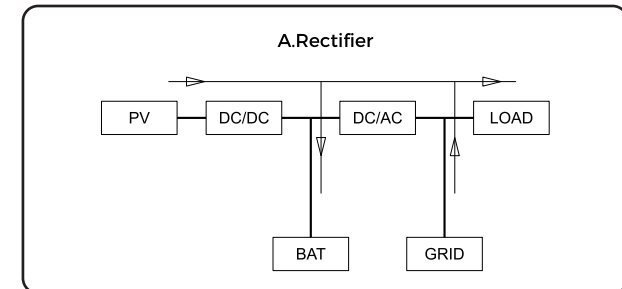 A.Rectifier
PV
DC/DC
DC/AC
LOAD
BAT
GRID